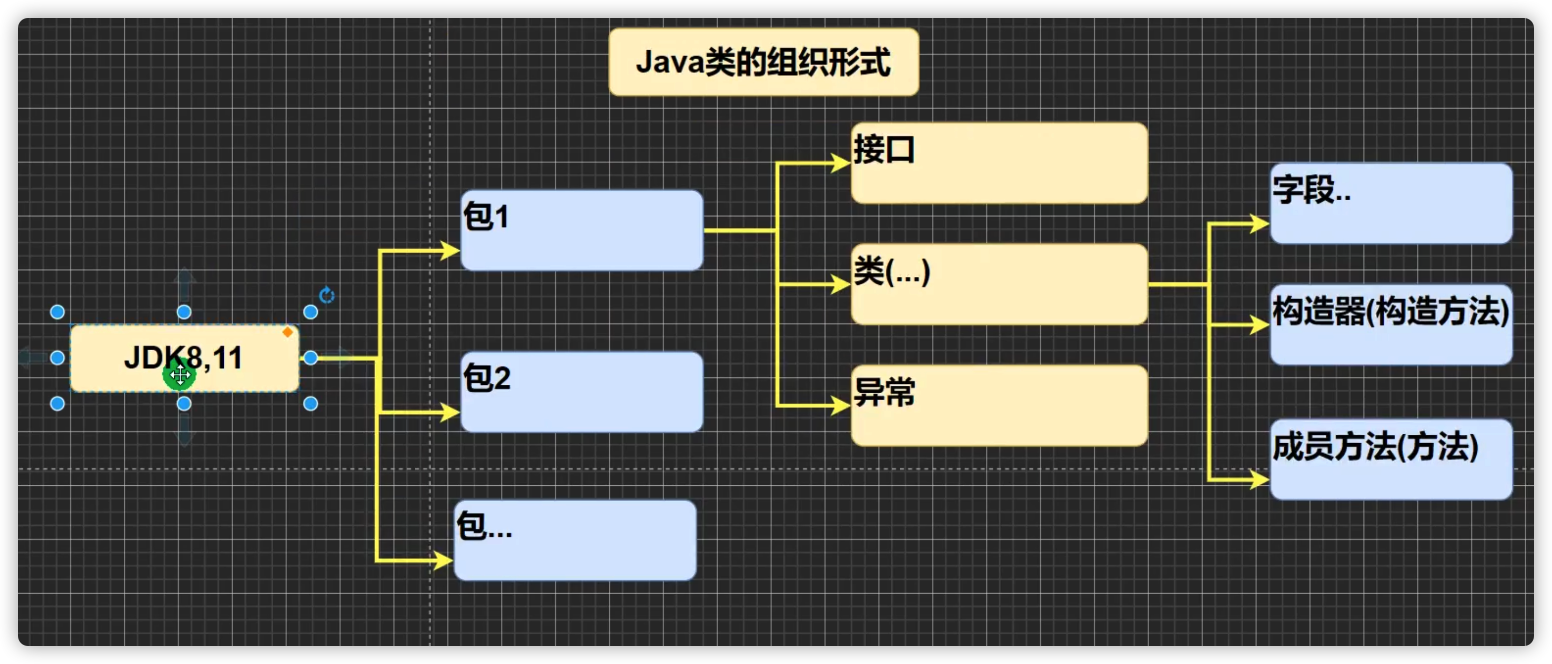 Java类的组织形式
JDK8,11
包1
包2
包...
接口
类(...)
异常
字段..
构造器(构造方法)
成员方法(方法)